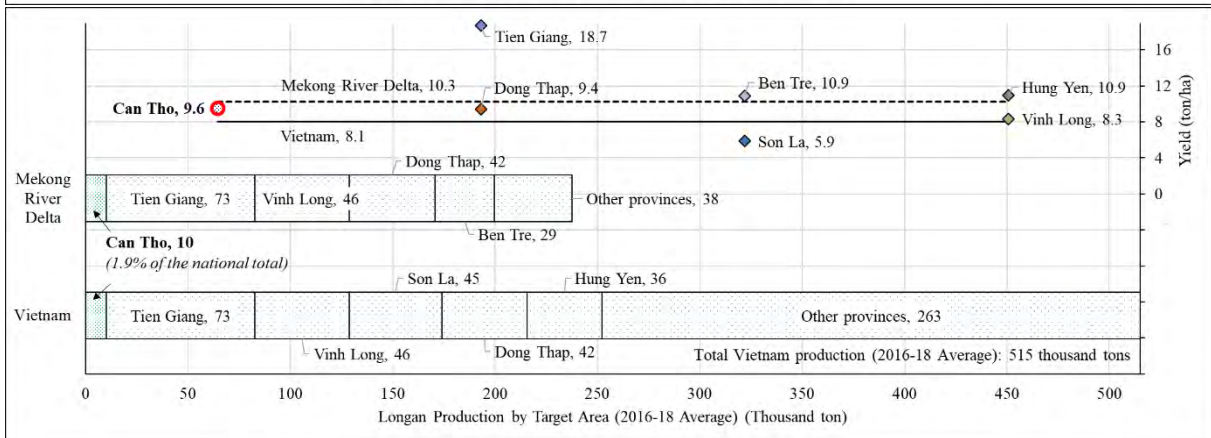 Tien Giang, 18.7
16
Mekong River Delta, 10.3
Dong Thap, 9.4
Ben Tre, 10.9
Hung Yen, 10.9
12
Can Tho, 9.6
Vietnam, 8.1
Son La, 5.9
Vinh Long, 8.3
8
4
0
Yield (ton/ha)
Dong Thap, 42
Mekong
River
Delta
Tien Giang, 73
Vinh Long, 46
Other provinces, 38
Ben Tre, 29
Can Tho, 10
(1.9% of the national total)
Son La, 45
Hung Yen, 36
Vietnam
Tien Giang, 73
Other provinces, 263
Vinh Long, 46
Dong Thap, 42
Total Vietnam production (2016-18 Average): 515 thousand tons
0 50 100 150 200 250 300 350 400 450 500
Longan Production by Target Area (2016-18 Average) (Thousand ton)